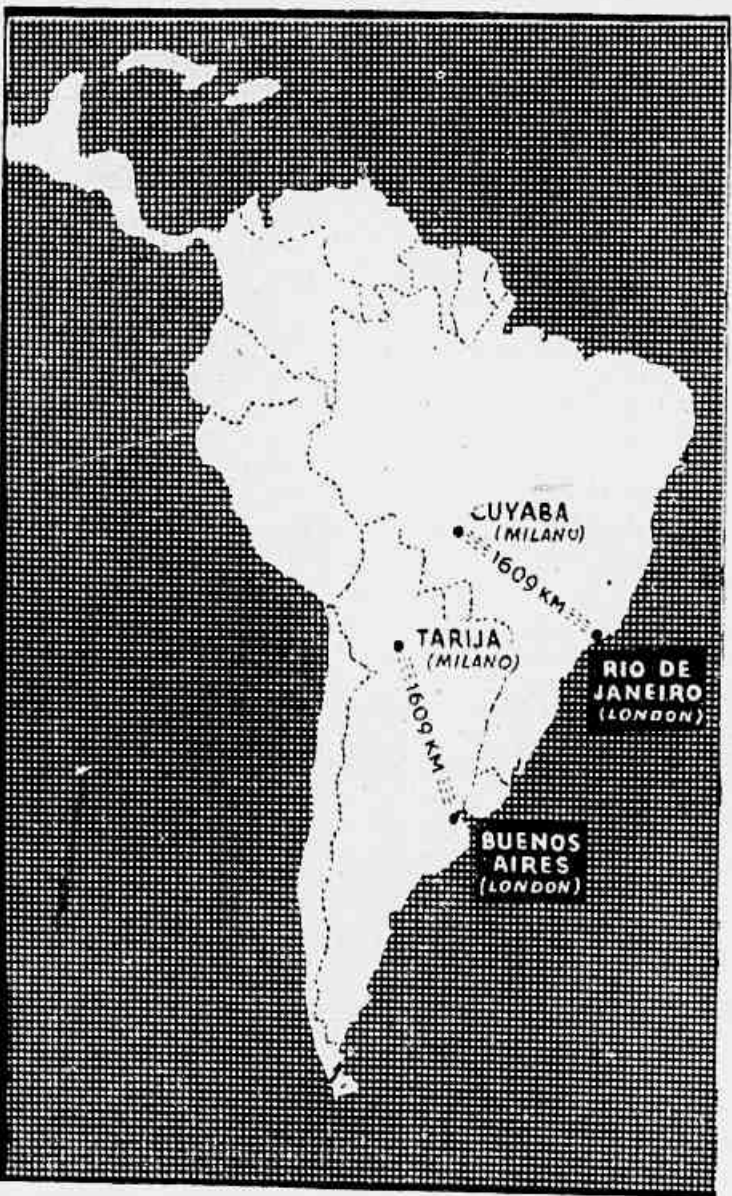 CUYABA
(MILANO)
1609 KM
TARIJA
(MILANO)
RIO DE
JANEIRO
(LONDON)
1609 KM
BUENOS
AIRES
(LONDON)